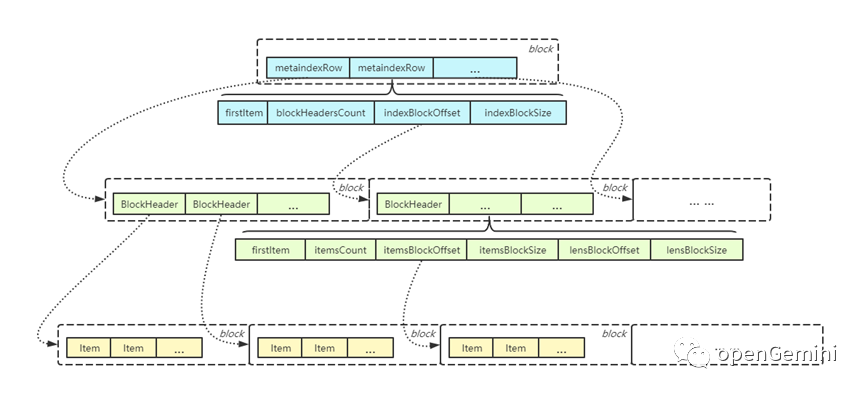 block
metaindexRow metaindexRow ...
firstItem blockHeadersCount indexBlockOffset indexBlockSize
block block
BlockHeader BlockHeader ... BlockHeader ... ... ... ...
firstItem itemsCount itemsBlockOffset itemsBlockSize lensBlockOffset lensBlockSize
block block block
Item Item ... Item Item ... Item Item ...
openGemini